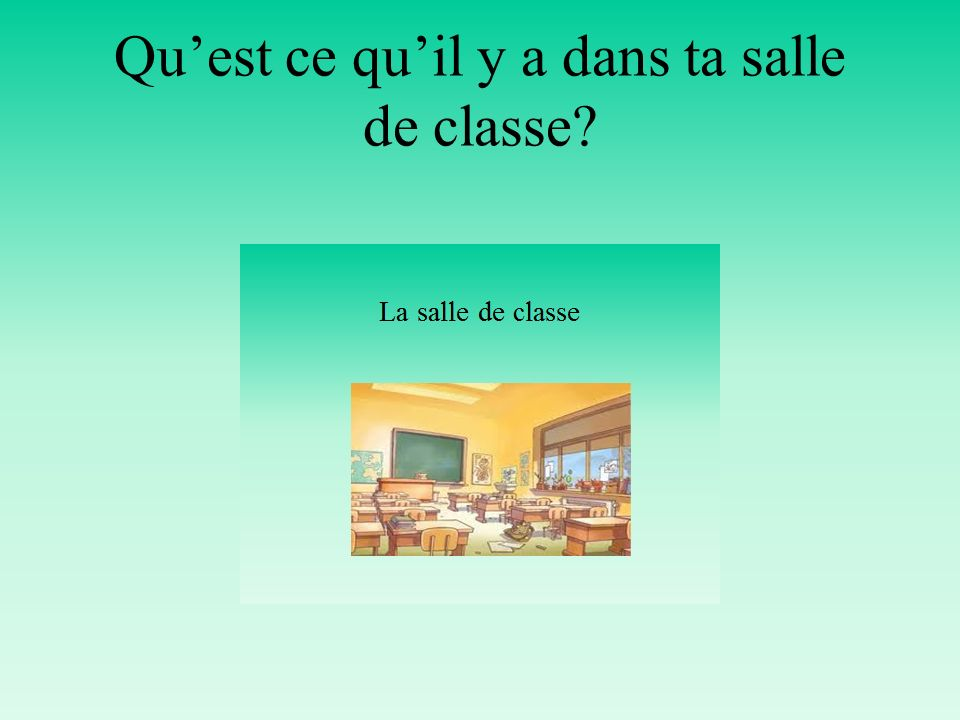 Qu’est ce qu’il y a dans ta salle
de classe?
La salle de classe